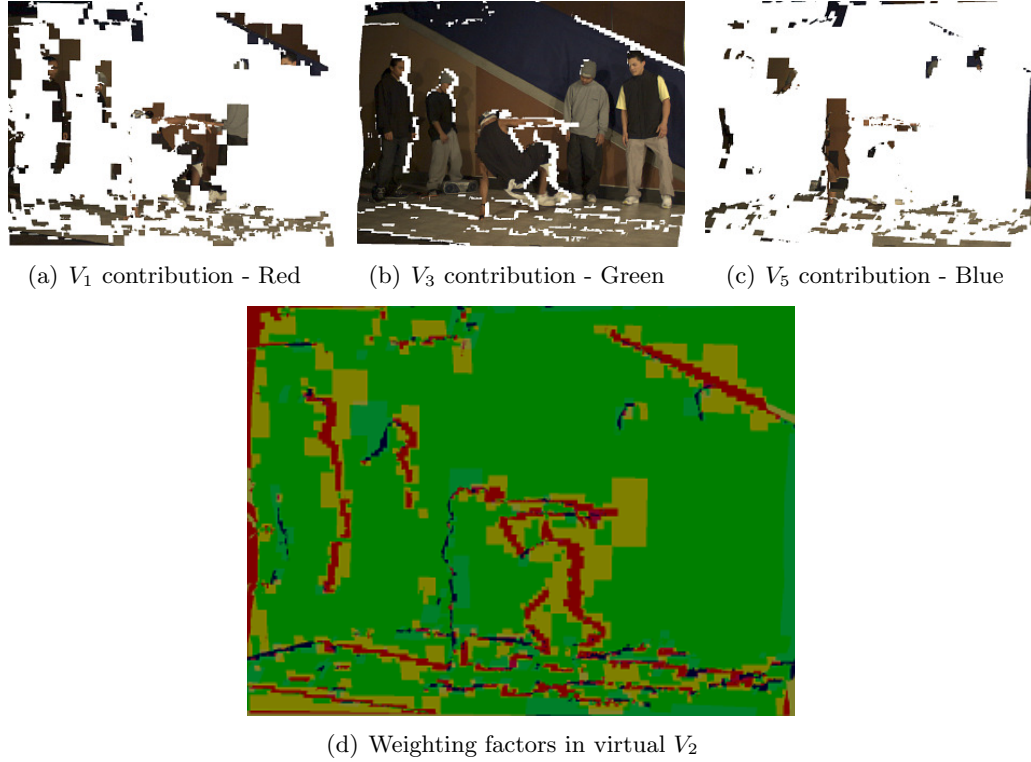 (a) V1 contribution - Red
(b) V3 contribution - Green
(c) V5 contribution - Blue
(d) Weighting factors in virtual V2